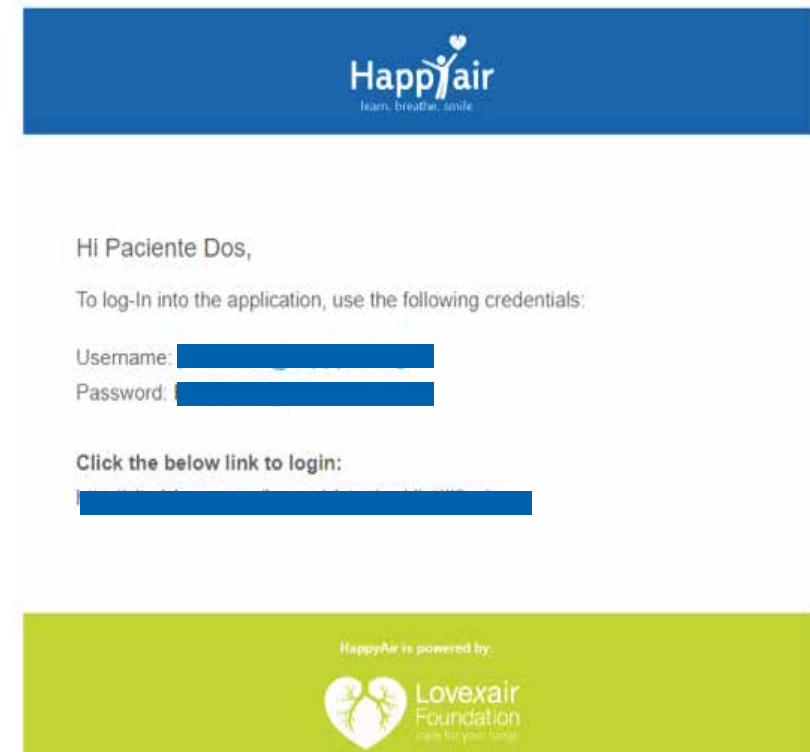 HappyAir
learn. breathe. smile
Hi Paciente Dos,
To log-In into the application, use the following credentials:
Username:
Password:
Click the below link to login:
HappyAir is powered by
Lovexair
Foundation
care for your lungs